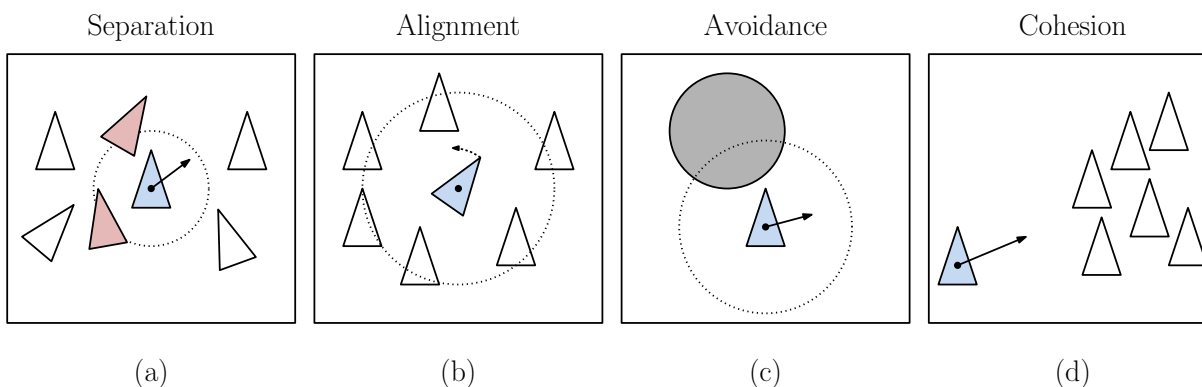 Separation
Alignment
Avoidance
Cohesion
(a)
(b)
(c)
(d)